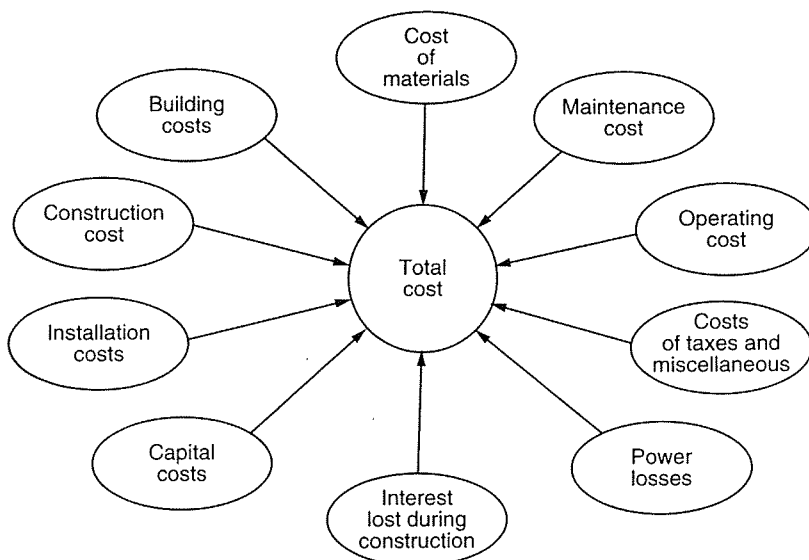 Cost
of
materials
Building
costs
Maintenance
cost
Construction
cost
Operating
cost
Total
cost
Installation
costs
Costs
of taxes and
miscellaneous
Capital
costs
Power
losses
Interest
lost during
construction